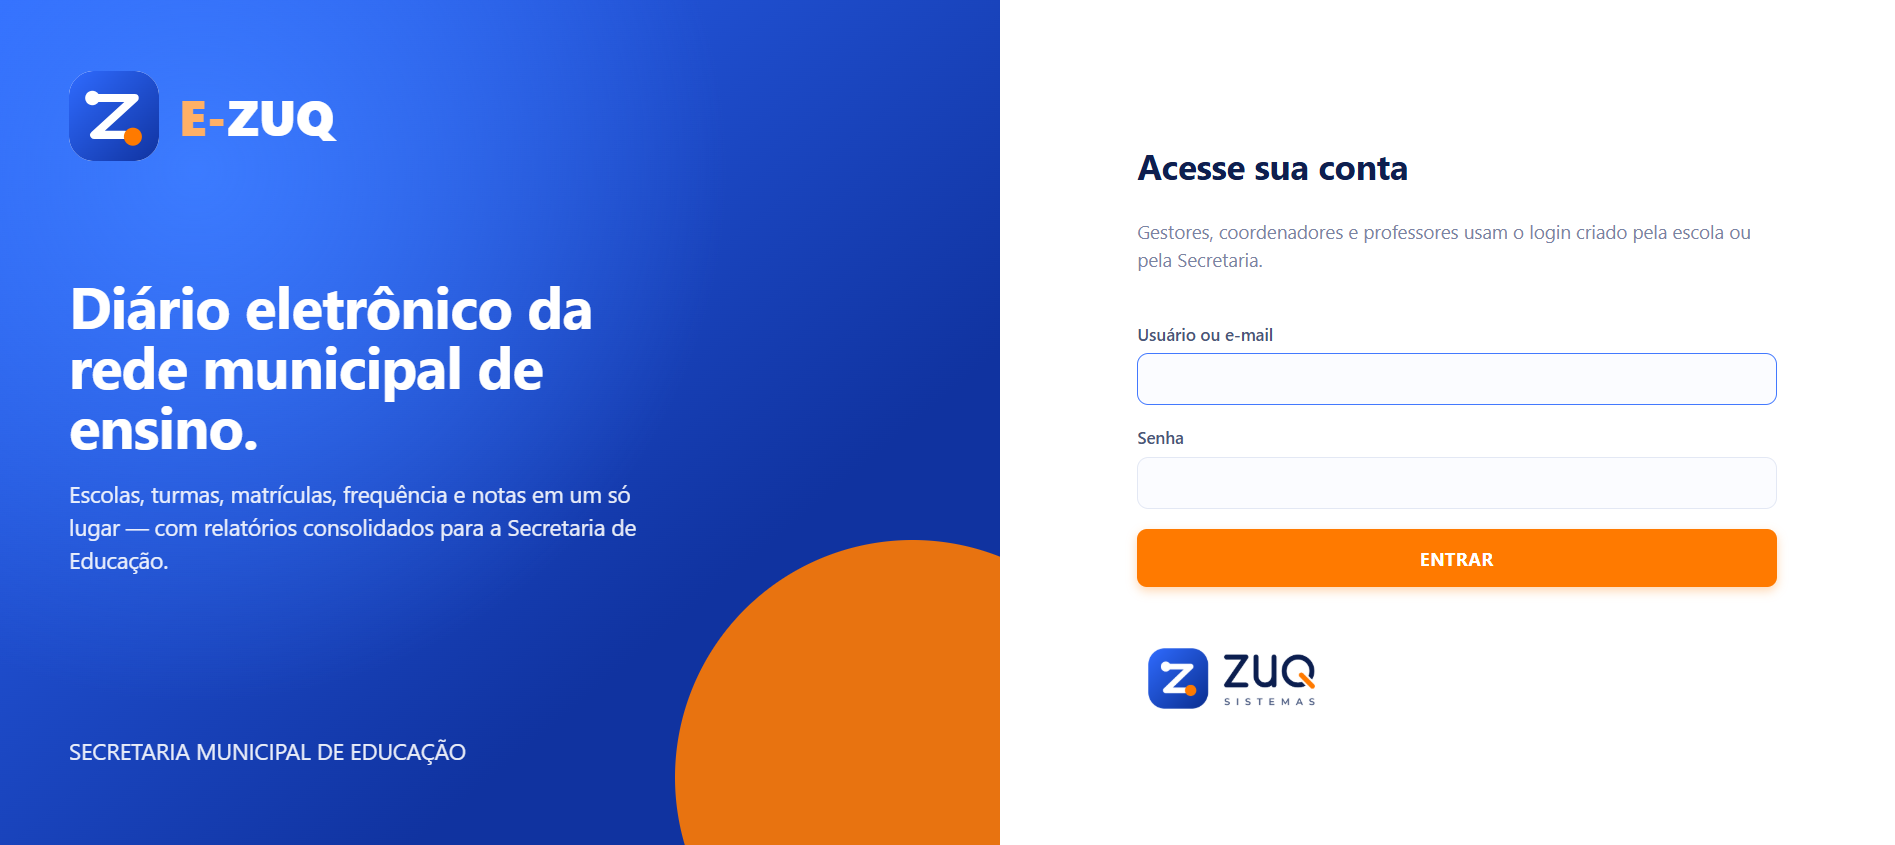 E-ZUQ
Diário eletrônico da
rede municipal de
ensino.
Escolas, turmas, matrículas, frequência e notas em um só
lugar — com relatórios consolidados para a Secretaria de
Educação.
SECRETARIA MUNICIPAL DE EDUCAÇÃO
Acesse sua conta
Gestores, coordenadores e professores usam o login criado pela escola ou
pela Secretaria.
Usuário ou e-mail
Senha
ENTRAR
ZUQ
SISTEMAS